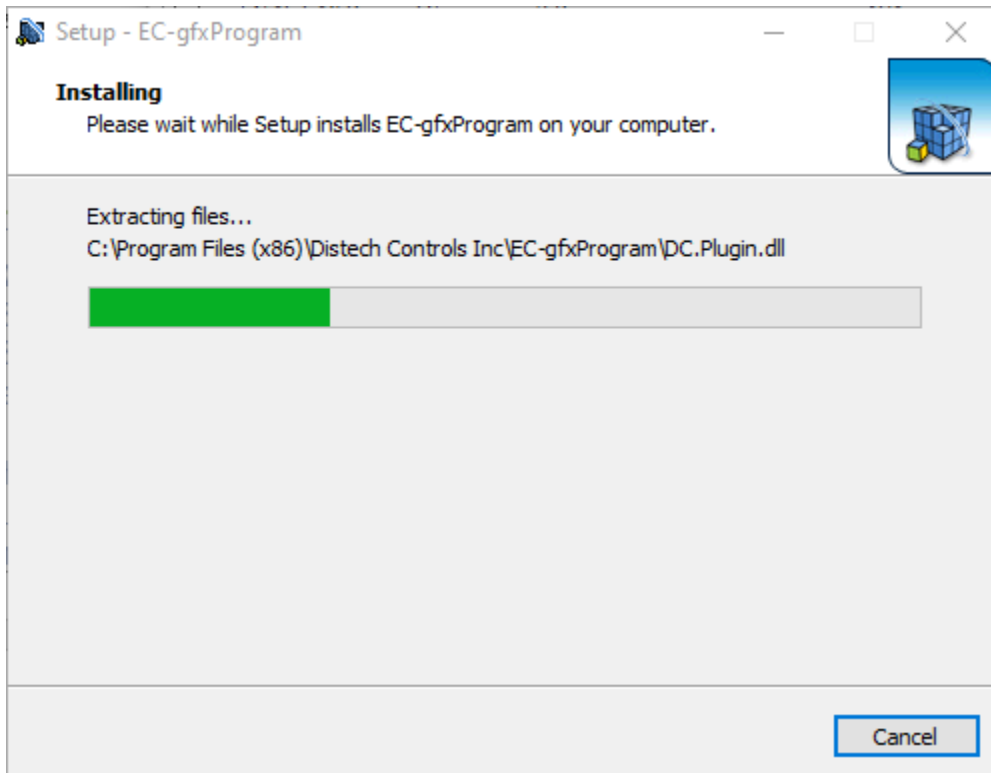 Setup - EC-gfxProgram
Installing
Please wait while Setup installs EC-gfxProgram on your computer.
Extracting files...
C:\Program Files (x86)\Distech Controls Inc\EC-gfxProgram\DC.Plugin.dll
Cancel